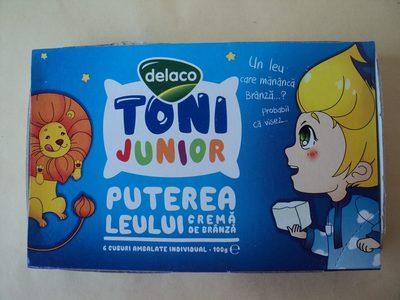 delaco
TONI
JUNIOR
Un leu
care mănâncă
Brânză...?
probabil
că visez...
PUTEREA
LEULUI
CREMĂ
DE BRÂNZĂ
6 CUBURI AMBALATE INDIVIDUAL • 100g ℮